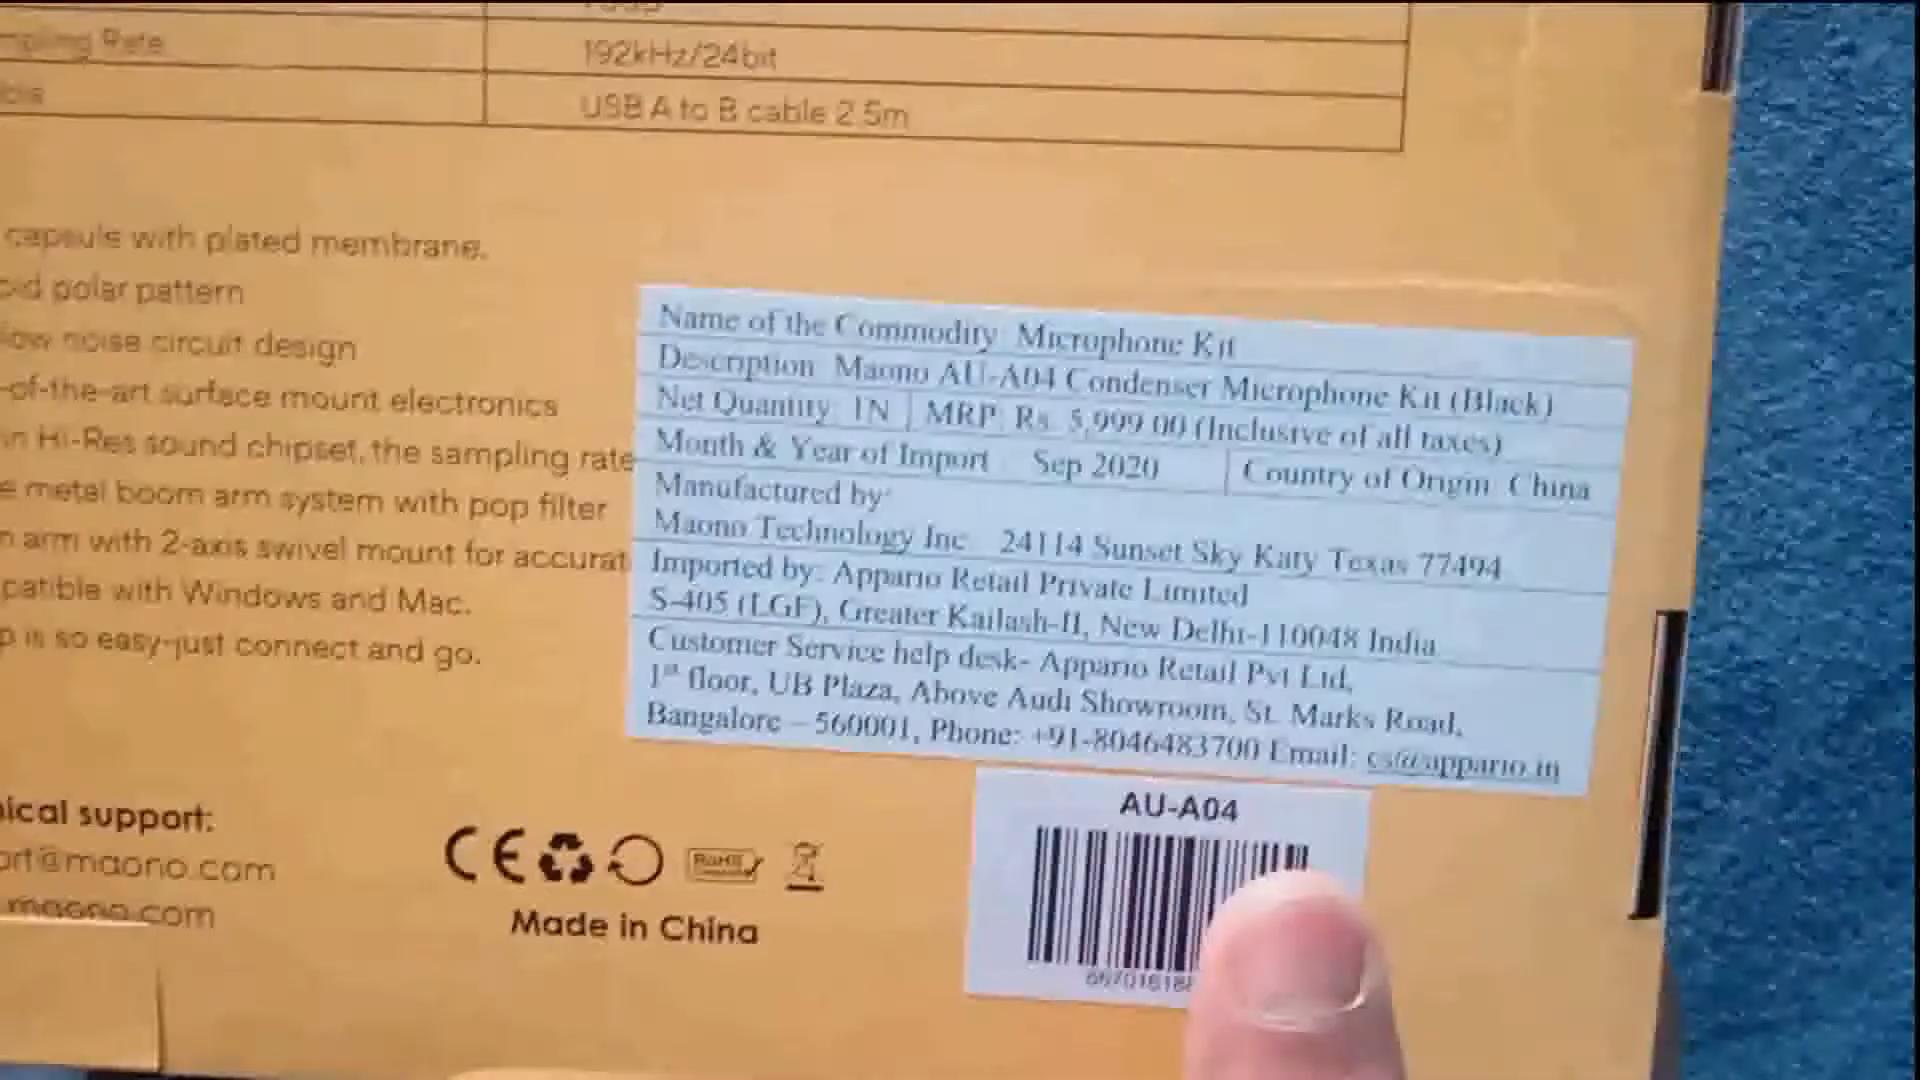 Rate
192kHz/24bit
USB A to B cable 2.5m
capsule with plated membrane.
polar pattern
low noise circuit design
-of-the-art surface mount electronics
in Hi-Res sound chipset, the sampling rate
metal boom arm system with pop filter
arm with 2-axis swivel mount for accurat
patible with Windows and Mac.
p is so easy-just connect and go.
Name of the Commodity: Microphone Kit
Description: Maono AU-A04 Condenser Microphone Kit (Black)
Net Quantity: 1N | MRP: Rs. 5,999.00 (Inclusive of all taxes)
Month & Year of Import : Sep 2020 | Country of Origin: China
Manufactured by:
Maono Technology Inc. 24114 Sunset Sky Katy Texas 77494
Imported by: Appario Retail Private Limited
S-405 (LGF), Greater Kailash-II, New Delhi-110048 India
Customer Service help desk- Appario Retail Pvt Ltd,
1st floor, UB Plaza, Above Audi Showroom, St. Marks Road,
Bangalore – 560001, Phone: +91-8046483700 Email: cs@appario.in
nical support:
ort@maono.com
maono.com
CE RoHS
Made in China
AU-A04